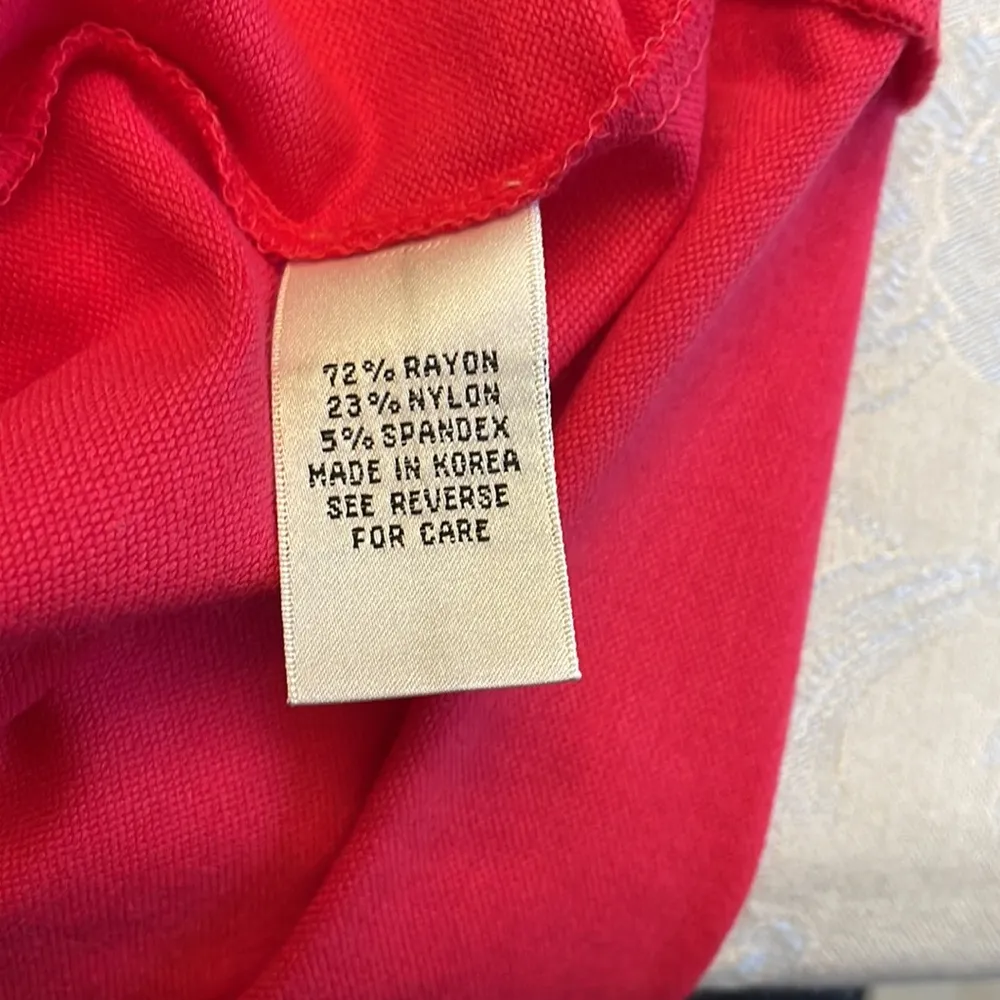 72% RAYON
23% NYLON
5% SPANDEX
MADE IN KOREA
SEE REVERSE
FOR CARE